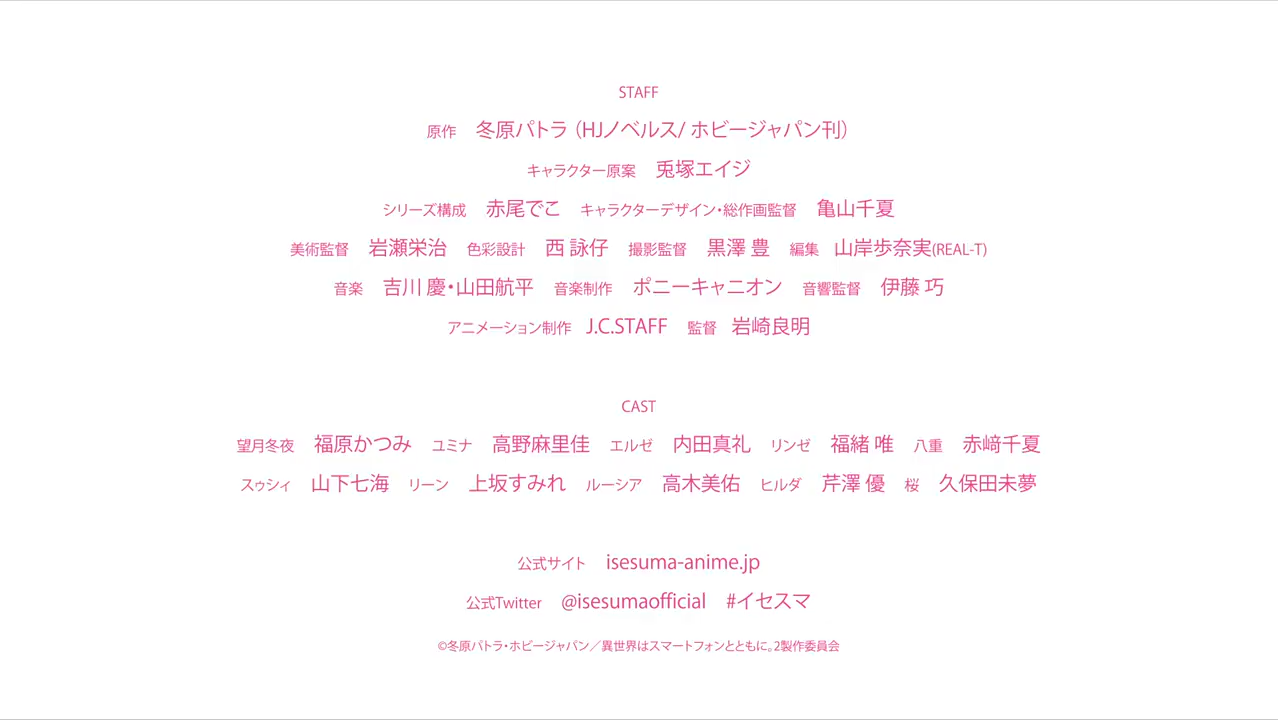 STAFF
原作 冬原パトラ（HJノベルス/ ホビージャパン刊）
キャラクター原案 兎塚エイジ
シリーズ構成 赤尾でこ キャラクターデザイン・総作画監督 亀山千夏
美術監督 岩瀬栄治 色彩設計 西 詠仔 撮影監督 黒澤 豊 編集 山岸歩奈実(REAL-T)
音楽 吉川 慶・山田航平 音楽制作 ポニーキャニオン 音響監督 伊藤 巧
アニメーション制作 J.C.STAFF 監督 岩崎良明
CAST
望月冬夜 福原かつみ ユミナ 高野麻里佳 エルゼ 内田真礼 リンゼ 福緒 唯 八重 赤﨑千夏
スゥシィ 山下七海 リーン 上坂すみれ ルーシア 高木美佑 ヒルダ 芹澤 優 桜 久保田未夢
公式サイト isesuma-anime.jp
公式Twitter @isesumaofficial #イセスマ
©冬原パトラ・ホビージャパン／異世界はスマートフォンとともに。2製作委員会